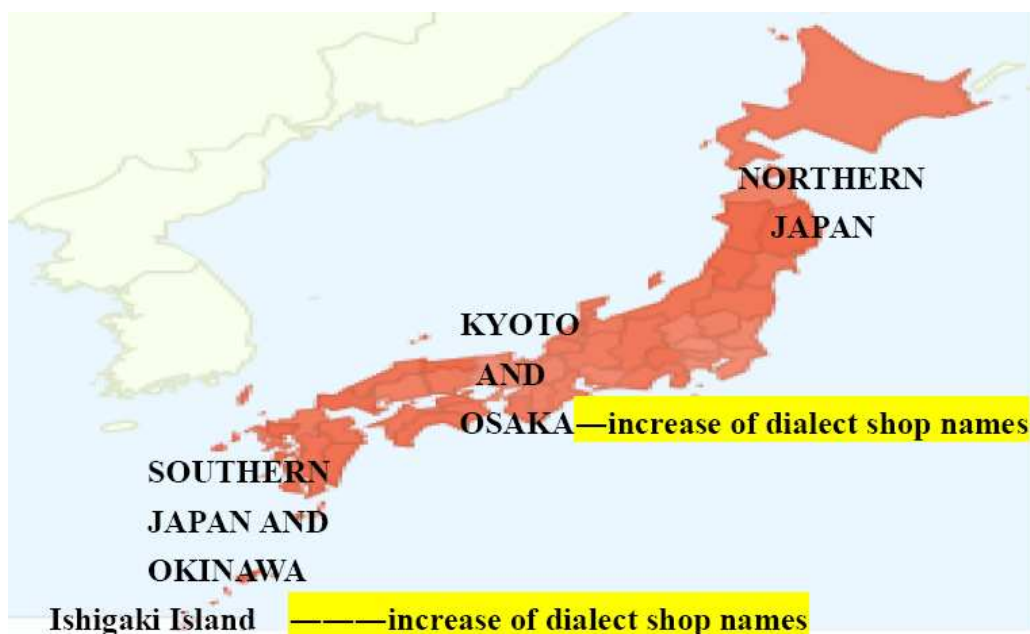 NORTHERN
JAPAN
KYOTO
AND
OSAKA—increase of dialect shop names
SOUTHERN
JAPAN AND
OKINAWA
Ishigaki Island ———increase of dialect shop names